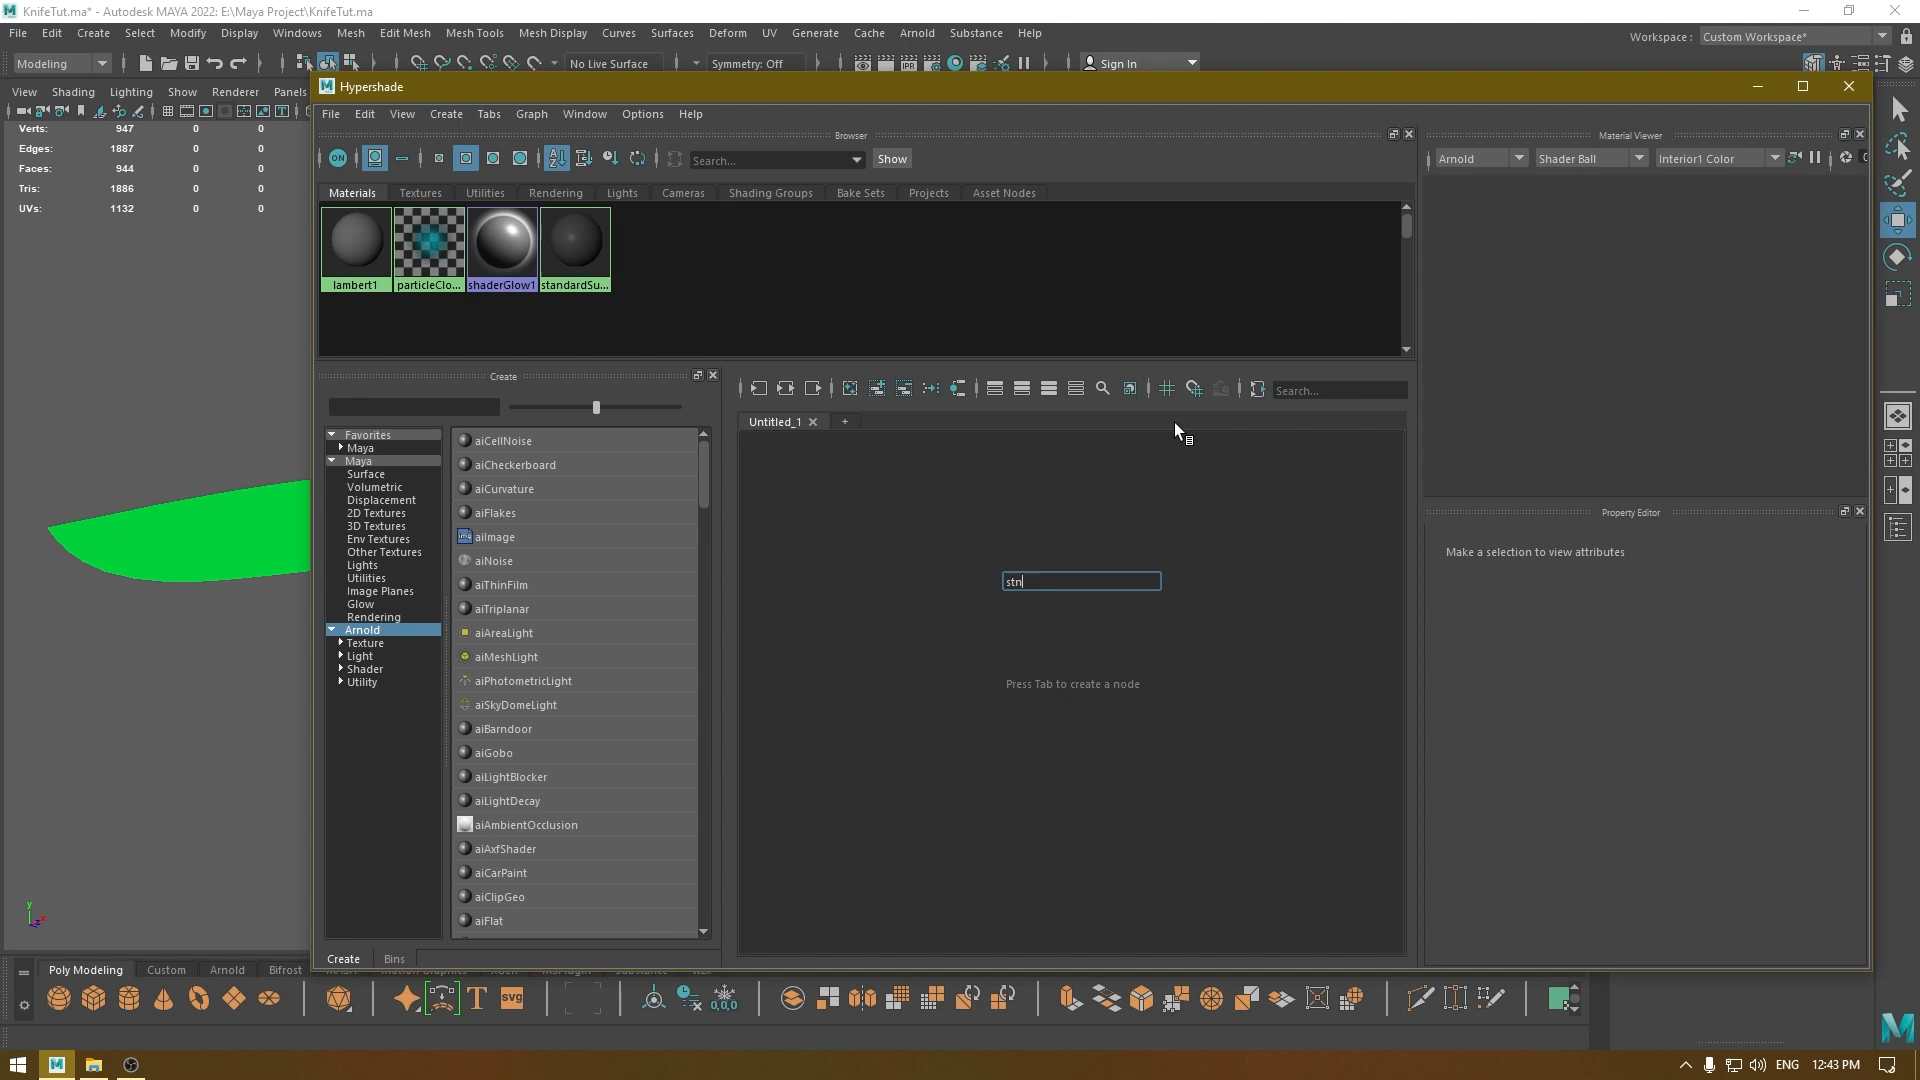 KnifeTut.ma* - Autodesk MAYA 2022: E:\Maya Project\KnifeTut.ma
File Edit Create Select Modify Display Windows Mesh Edit Mesh Mesh Tools Mesh Display Curves Surfaces Deform UV Generate Cache Arnold Substance Help
Workspace : Custom Workspace*
Modeling
No Live Surface
Symmetry: Off
IPR
Sign In
View Shading Lighting Show Renderer Panels
Hypershade
File Edit View Create Tabs Graph Window Options Help
Verts: 947 0 0
Edges: 1887 0 0
Faces: 944 0 0
Tris: 1886 0 0
UVs: 1132 0 0
Browser
ON
Search...
Show
Materials Textures Utilities Rendering Lights Cameras Shading Groups Bake Sets Projects Asset Nodes
lambert1 particleClo... shaderGlow1 standardSu...
Material Viewer
Arnold Shader Ball Interior1 Color
Create
Favorites
Maya
Maya
Surface
Volumetric
Displacement
2D Textures
3D Textures
Env Textures
Other Textures
Lights
Utilities
Image Planes
Glow
Rendering
Arnold
Texture
Light
Shader
Utility
aiCellNoise
aiCheckerboard
aiCurvature
aiFlakes
aiImage
aiNoise
aiThinFilm
aiTriplanar
aiAreaLight
aiMeshLight
aiPhotometricLight
aiSkyDomeLight
aiBarndoor
aiGobo
aiLightBlocker
aiLightDecay
aiAmbientOcclusion
aiAxfShader
aiCarPaint
aiClipGeo
aiFlat
Create Bins
Search...
Untitled_1 +
stn
Press Tab to create a node
Property Editor
Make a selection to view attributes
y
x
Poly Modeling Custom Arnold Bifrost
T
svg
0,0,0
ENG 12:43 PM